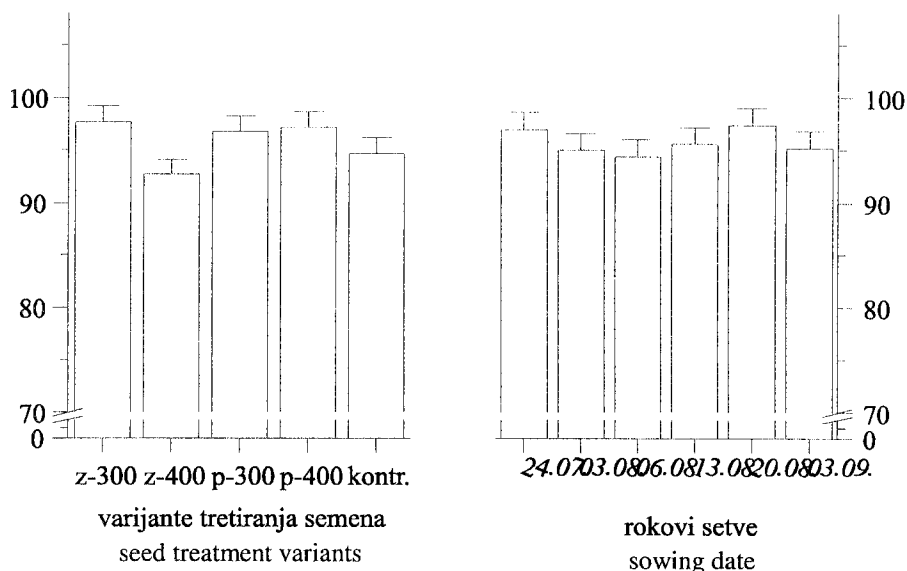 100
90
80
70
0
z-300 z-400 p-300 p-400 kontr.
varijante tretiranja semena
seed treatment variants
100
90
80
70
0
24.07. 03.08. 06.08. 13.08. 20.08. 03.09.
rokovi setve
sowing date